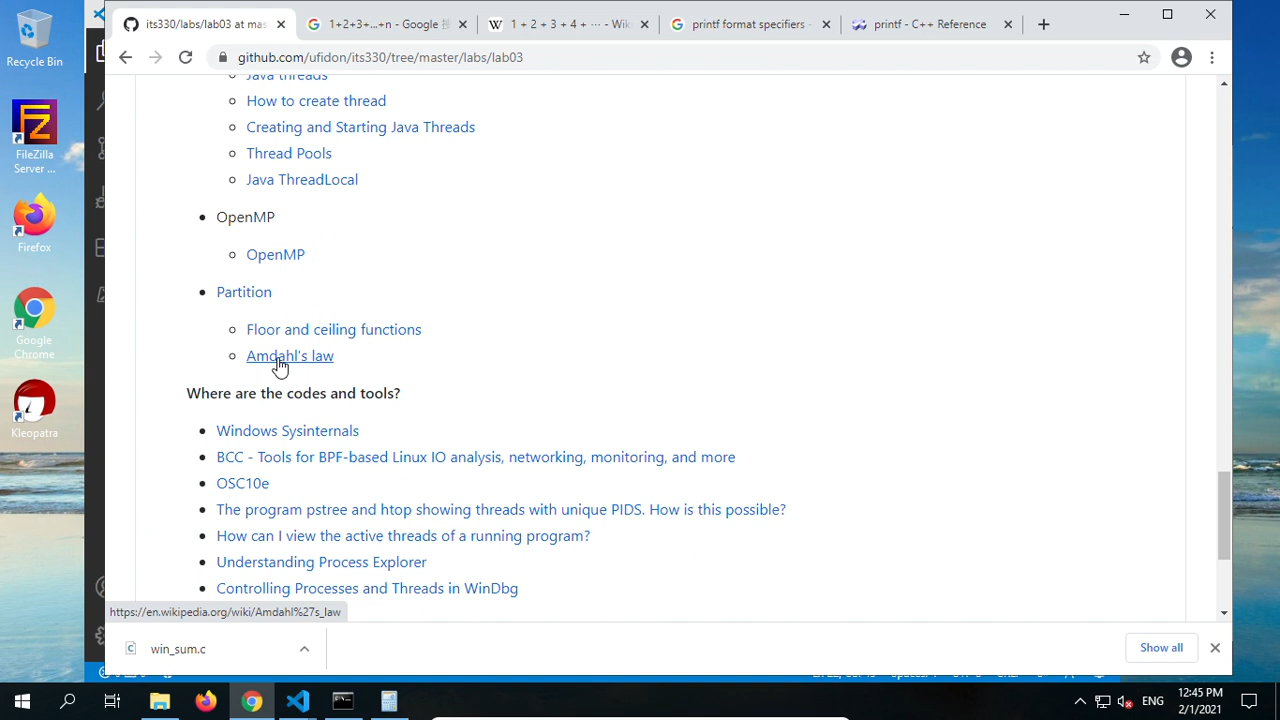 Recycle Bin
FileZilla
Server ...
Firefox
Google
Chrome
Kleopatra
its330/labs/lab03 at mas
1+2+3+...+n - Google 搜
1 + 2 + 3 + 4 + ⋯ - Wiki
printf format specifiers -
printf - C++ Reference
github.com/ufidon/its330/tree/master/labs/lab03
Java threads
How to create thread
Creating and Starting Java Threads
Thread Pools
Java ThreadLocal
OpenMP
OpenMP
Partition
Floor and ceiling functions
Amdahl's law
Where are the codes and tools?
Windows Sysinternals
BCC - Tools for BPF-based Linux IO analysis, networking, monitoring, and more
OSC10e
The program pstree and htop showing threads with unique PIDS. How is this possible?
How can I view the active threads of a running program?
Understanding Process Explorer
Controlling Processes and Threads in WinDbg
https://en.wikipedia.org/wiki/Amdahl%27s_law
win_sum.c
Show all
ENG
12:45 PM
2/1/2021